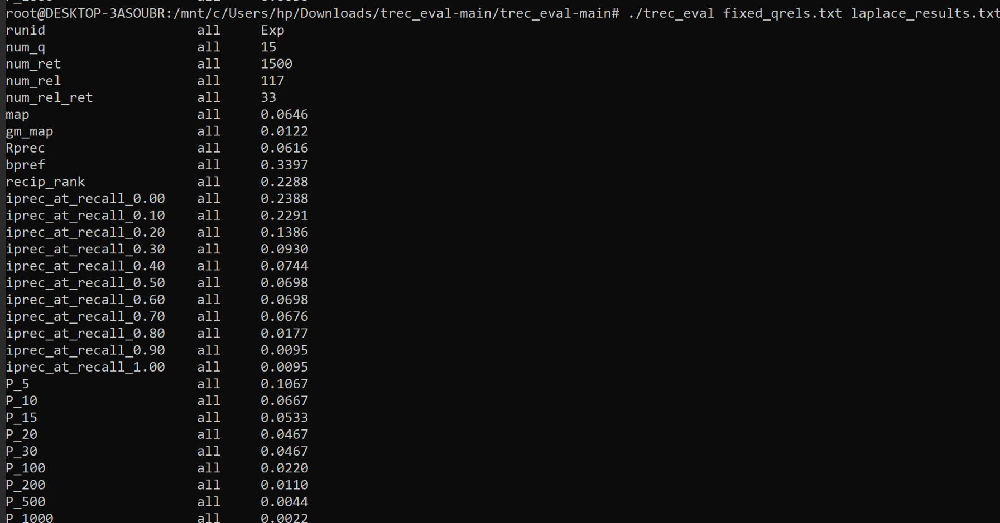 root@DESKTOP-3ASOUBR:/mnt/c/Users/hp/Downloads/trec_eval-main/trec_eval-main# ./trec_eval fixed_qrels.txt laplace_results.txt
runid all Exp
num_q all 15
num_ret all 1500
num_rel all 117
num_rel_ret all 33
map all 0.0646
gm_map all 0.0122
Rprec all 0.0616
bpref all 0.3397
recip_rank all 0.2288
iprec_at_recall_0.00 all 0.2388
iprec_at_recall_0.10 all 0.2291
iprec_at_recall_0.20 all 0.1386
iprec_at_recall_0.30 all 0.0930
iprec_at_recall_0.40 all 0.0744
iprec_at_recall_0.50 all 0.0698
iprec_at_recall_0.60 all 0.0698
iprec_at_recall_0.70 all 0.0676
iprec_at_recall_0.80 all 0.0177
iprec_at_recall_0.90 all 0.0095
iprec_at_recall_1.00 all 0.0095
P_5 all 0.1067
P_10 all 0.0667
P_15 all 0.0533
P_20 all 0.0467
P_30 all 0.0467
P_100 all 0.0220
P_200 all 0.0110
P_500 all 0.0044
P_1000 all 0.0022